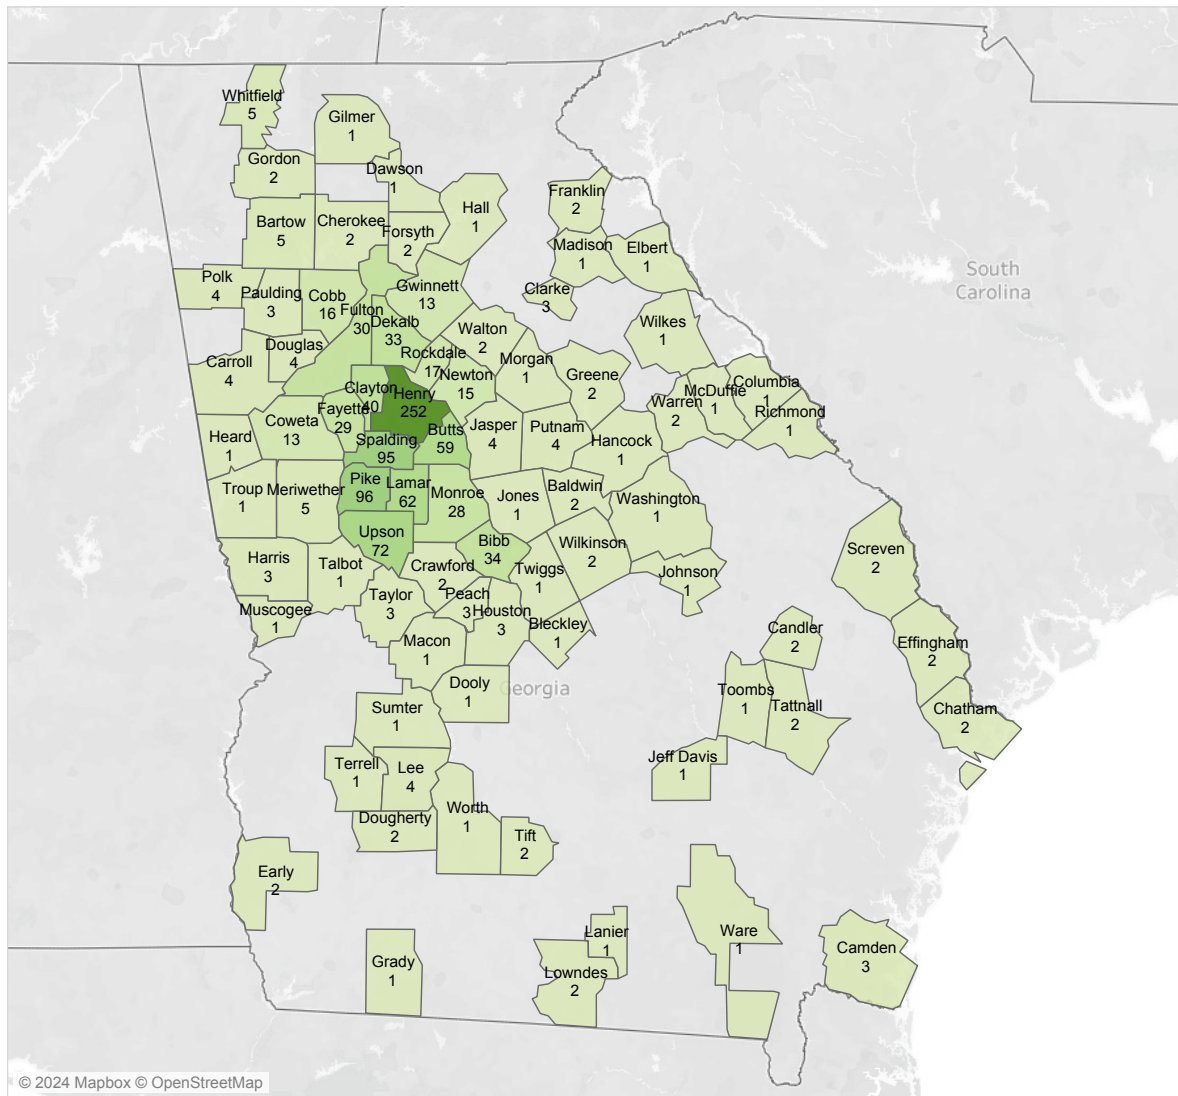 Whitfield
5
Gilmer
1
Gordon
2
Dawson
1
Hall
1
Franklin
2
Bartow
5
Cherokee
2
Forsyth
2
Madison
1
Elbert
1
Polk
4
Paulding
3
Cobb
16
Fulton
30
Gwinnett
13
Clarke
3
South
Carolina
Dekalb
33
Walton
2
Wilkes
1
Carroll
4
Douglas
4
Rockdale
17
Newton
15
Morgan
1
Greene
2
Warren
2
McDuffie
1
Columbia
1
Richmond
1
Clayton
40
Henry
252
Fayette
29
Coweta
13
Heard
1
Spalding
95
Butts
59
Jasper
4
Putnam
4
Hancock
1
Troup
1
Meriwether
5
Pike
96
Lamar
62
Monroe
28
Jones
1
Baldwin
2
Washington
1
Upson
72
Bibb
34
Wilkinson
2
Screven
2
Harris
3
Talbot
1
Crawford
2
Twiggs
1
Johnson
1
Taylor
3
Peach
3
Houston
3
Muscogee
1
Bleckley
1
Macon
1
Candler
2
Effingham
2
Dooly
1
Georgia
Toombs
1
Tattnall
2
Chatham
2
Sumter
1
Jeff Davis
1
Terrell
1
Lee
4
Worth
1
Dougherty
2
Tift
2
Early
2
Lanier
1
Ware
1
Camden
3
Grady
1
Lowndes
2
© 2024 Mapbox © OpenStreetMap